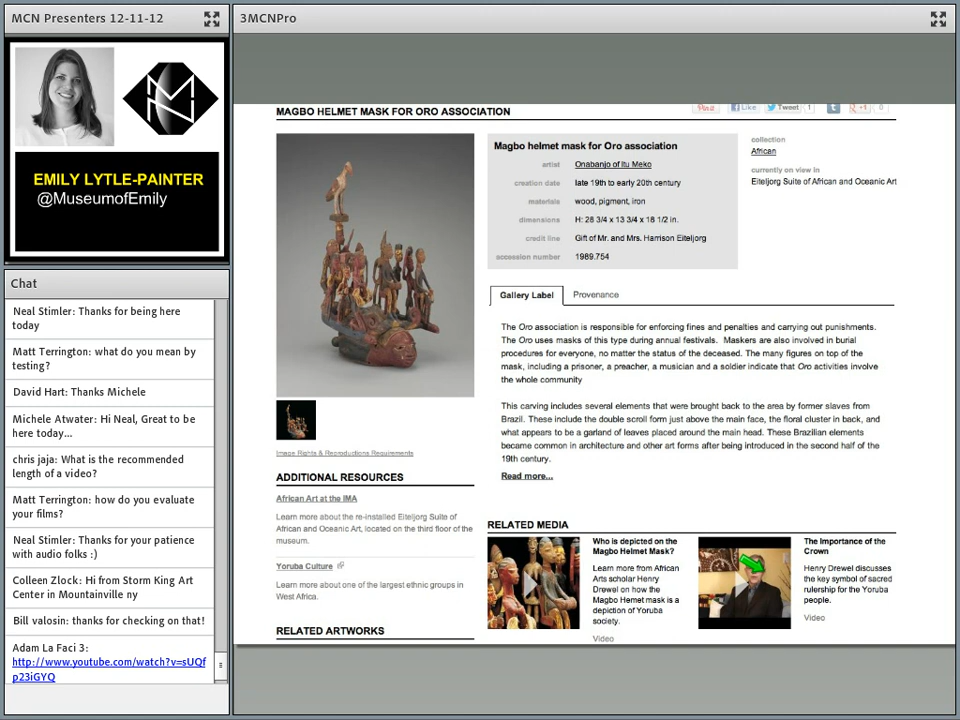 MCN Presenters 12-11-12
EMILY LYTLE-PAINTER
@MuseumofEmily
Chat
Neal Stimler: Thanks for being here
today
Matt Terrington: what do you mean by
testing?
David Hart: Thanks Michele
Michele Atwater: Hi Neal, Great to be
here today...
chris jaja: What is the recommended
length of a video?
Matt Terrington: how do you evaluate
your films?
Neal Stimler: Thanks for your patience
with audio folks :)
Colleen Zlock: Hi from Storm King Art
Center in Mountainville ny
Bill valosin: thanks for checking on that!
Adam La Faci 3:
http://www.youtube.com/watch?v=sUQf
p23iGYQ
3MCNPro
Pin it
Like
Tweet
1
t
+1
0
MAGBO HELMET MASK FOR ORO ASSOCIATION
Magbo helmet mask for Oro association
artist Onabanjo of Itu Meko
creation date late 19th to early 20th century
materials wood, pigment, iron
dimensions H: 28 3/4 x 13 3/4 x 18 1/2 in.
credit line Gift of Mr. and Mrs. Harrison Eiteljorg
accession number 1989.754
collection
African
currently on view in
Eiteljorg Suite of African and Oceanic Art
Gallery Label Provenance
The Oro association is responsible for enforcing fines and penalties and carrying out punishments.
The Oro uses masks of this type during annual festivals. Maskers are also involved in burial
procedures for everyone, no matter the status of the deceased. The many figures on top of the
mask, including a prisoner, a preacher, a musician and a soldier indicate that Oro activities involve
the whole community
This carving includes several elements that were brought back to the area by former slaves from
Brazil. These include the double scroll form just above the main face, the floral cluster in back, and
what appears to be a garland of leaves placed around the main head. These Brazilian elements
became common in architecture and other art forms after being introduced in the second half of the
19th century.
Read more...
Image Rights & Reproductions Requirements
ADDITIONAL RESOURCES
African Art at the IMA
Learn more about the re-installed Eiteljorg Suite of
African and Oceanic Art, located on the third floor of the
museum.
Yoruba Culture
Learn more about one of the largest ethnic groups in
West Africa.
RELATED ARTWORKS
RELATED MEDIA
Who is depicted on the
Magbo Helmet Mask?
Learn more from African
Arts scholar Henry
Drewel on how the
Magbo Hemet mask is a
depiction of Yoruba
society.
Video
The Importance of the
Crown
Henry Drewel discusses
the key symbol of sacred
rulership for the Yoruba
people.
Video